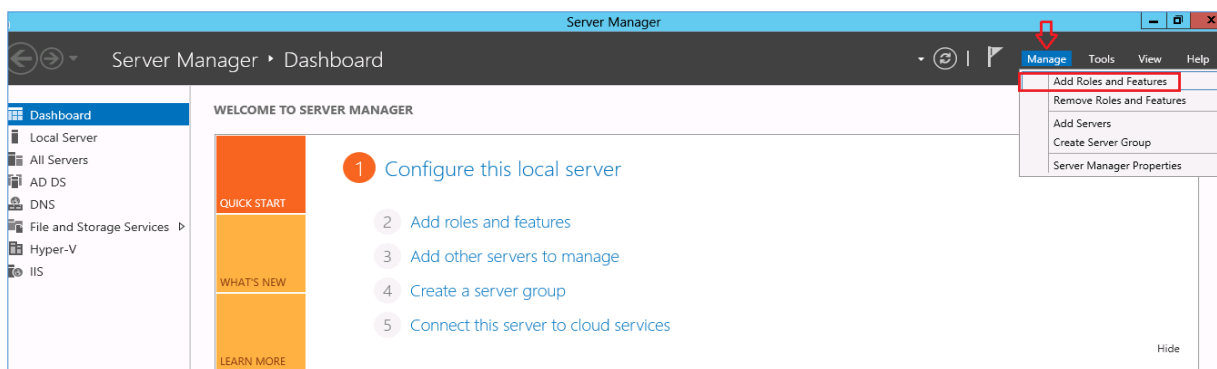 Server Manager
Server Manager • Dashboard
Manage Tools View Help
Add Roles and Features
Remove Roles and Features
Add Servers
Create Server Group
Server Manager Properties
Dashboard
Local Server
All Servers
AD DS
DNS
File and Storage Services
Hyper-V
IIS
WELCOME TO SERVER MANAGER
QUICK START
WHAT'S NEW
LEARN MORE
1 Configure this local server
2 Add roles and features
3 Add other servers to manage
4 Create a server group
5 Connect this server to cloud services
Hide